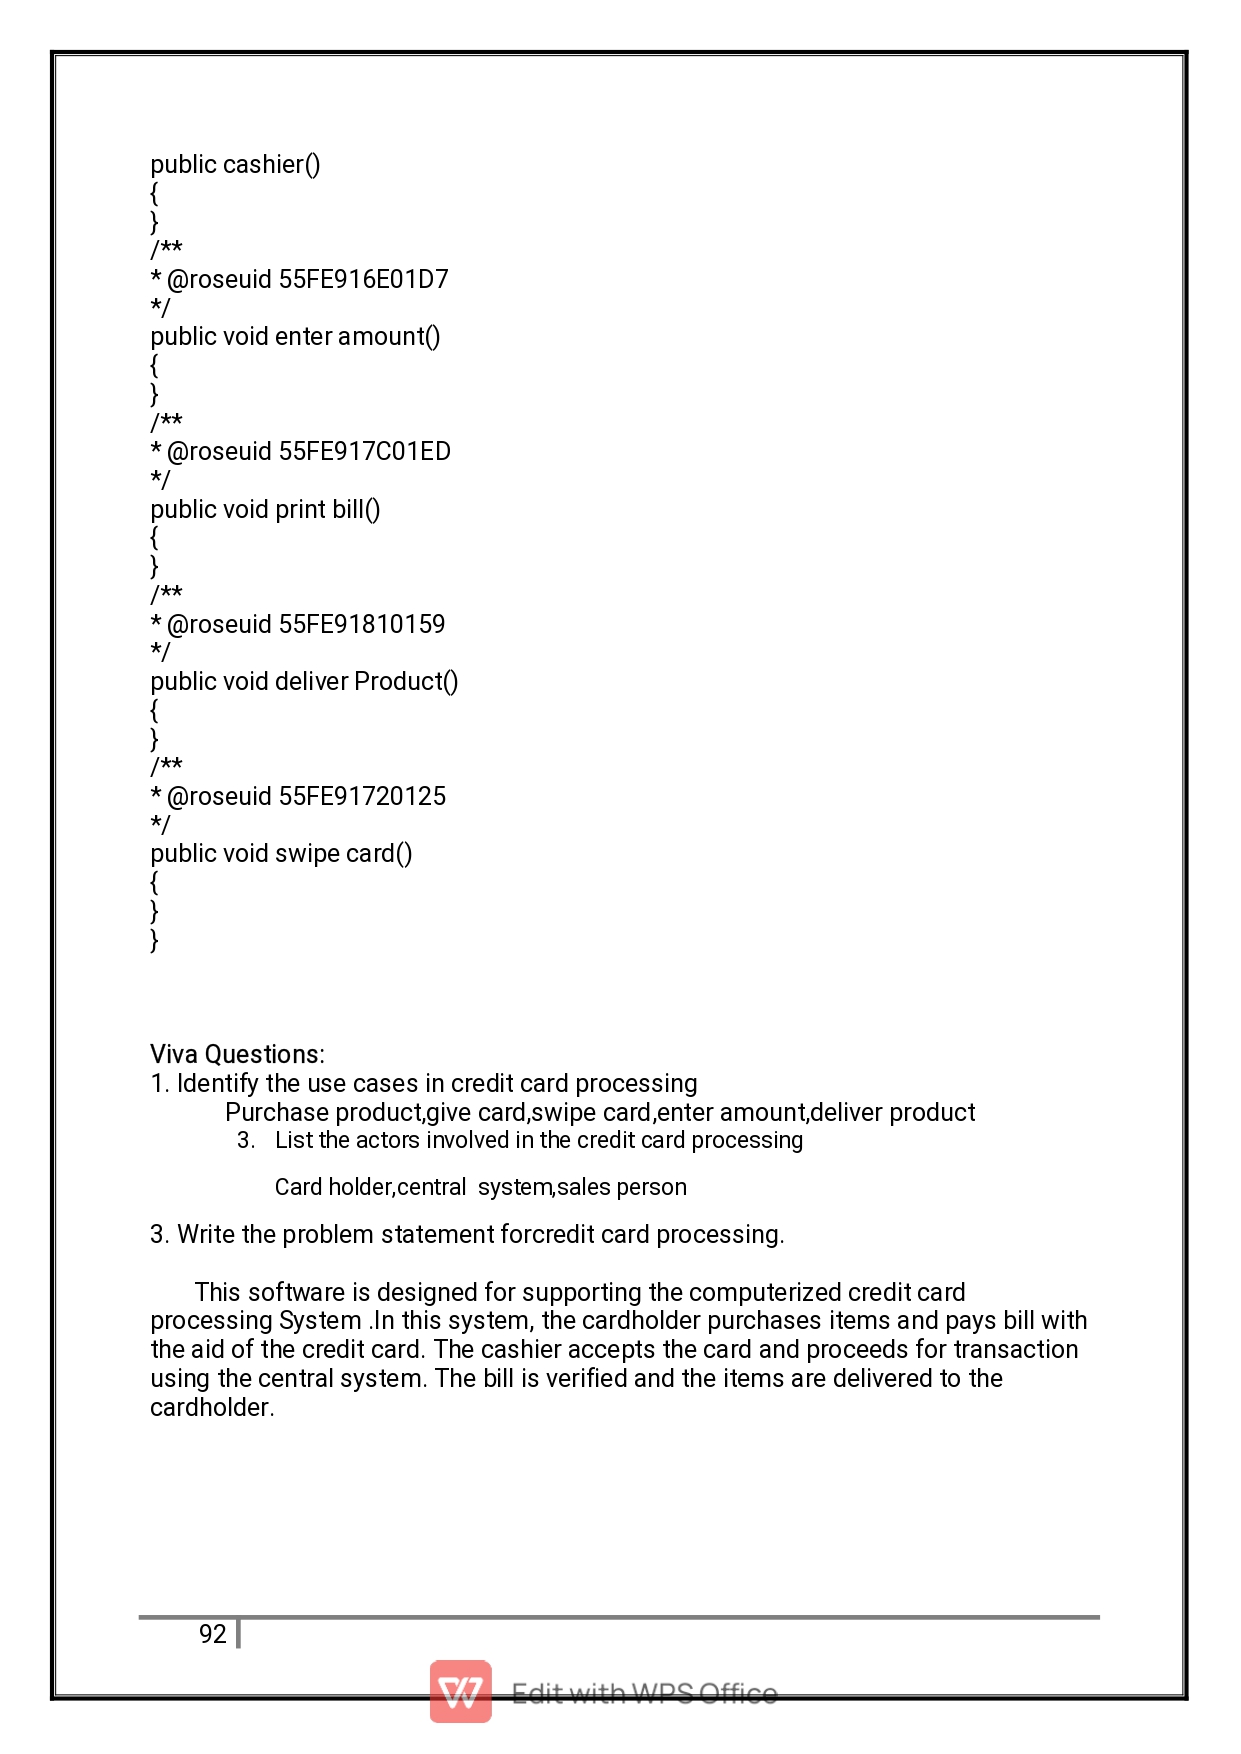 public cashier()
{
}
/**
* @roseuid 55FE916E01D7
*/
public void enter amount()
{
}
/**
* @roseuid 55FE917C01ED
*/
public void print bill()
{
}
/**
* @roseuid 55FE91810159
*/
public void deliver Product()
{
}
/**
* @roseuid 55FE91720125
*/
public void swipe card()
{
}
}
Viva Questions:
1. Identify the use cases in credit card processing
Purchase product,give card,swipe card,enter amount,deliver product
3. List the actors involved in the credit card processing
Card holder,central system,sales person
3. Write the problem statement forcredit card processing.
This software is designed for supporting the computerized credit card
processing System .In this system, the cardholder purchases items and pays bill with
the aid of the credit card. The cashier accepts the card and proceeds for transaction
using the central system. The bill is verified and the items are delivered to the
cardholder.
92
Edit with WPS Office